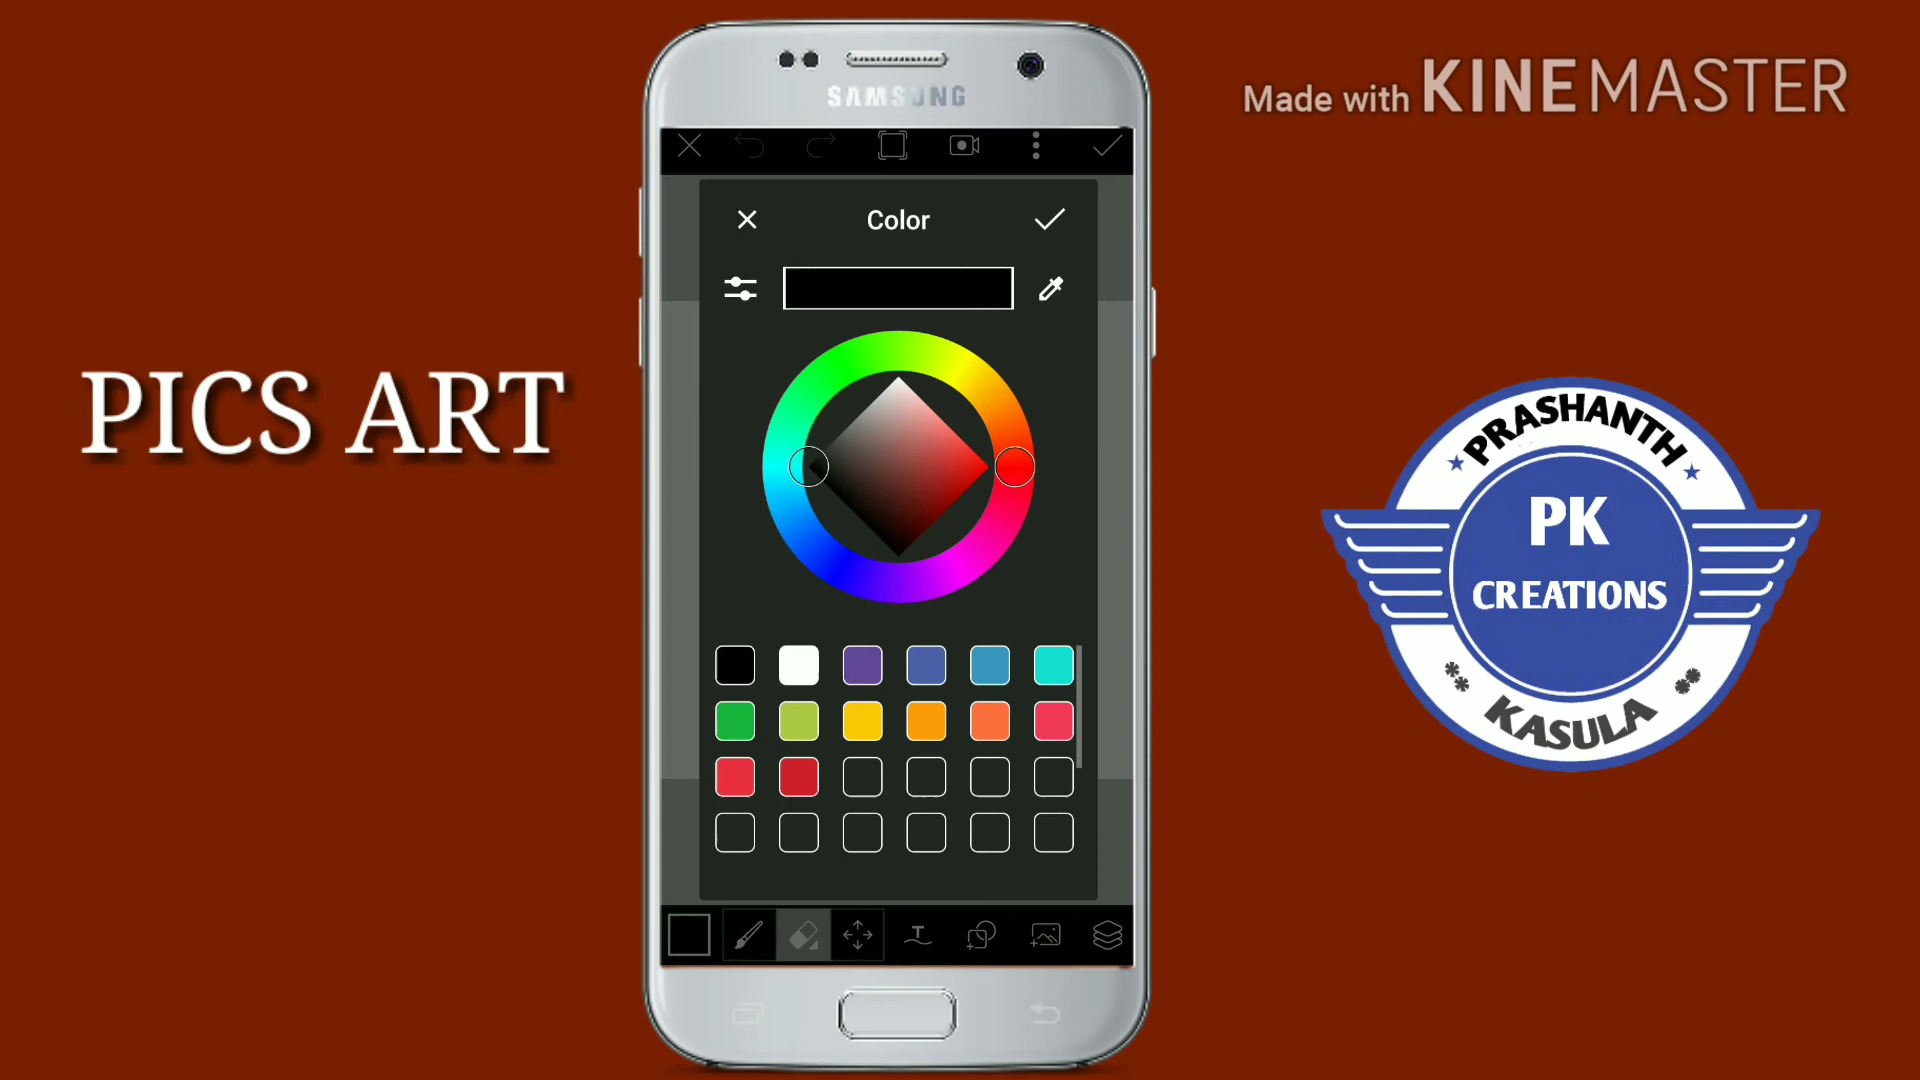 Made with KINEMASTER
SAMSUNG
Color
PICS ART
PRASHANTH
PK
CREATIONS
KASULA
T